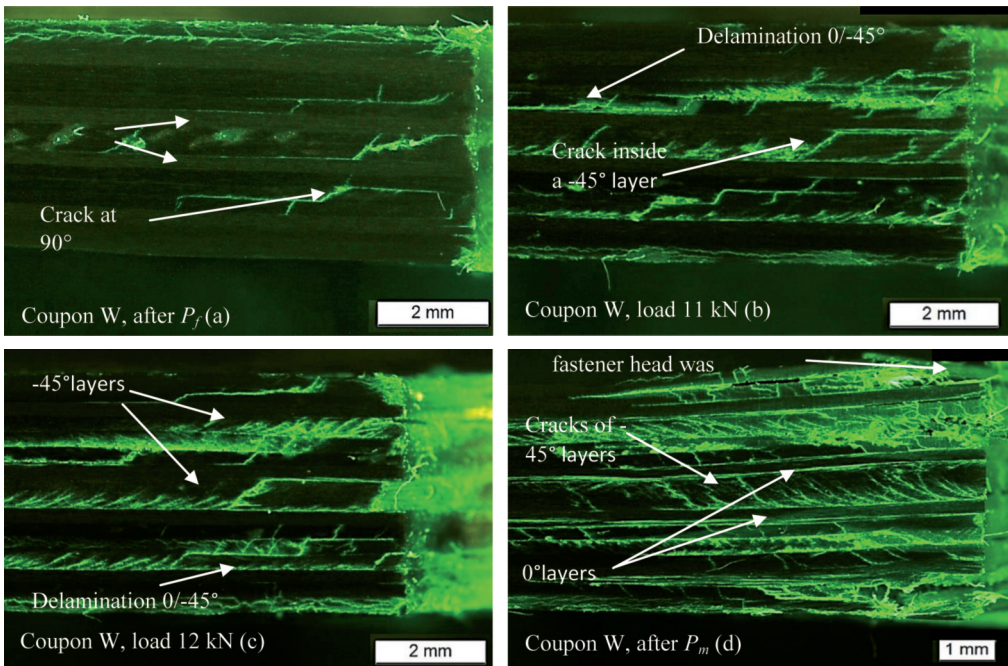 Crack at
90°
Coupon W, after Pf (a)
2 mm
Delamination 0/-45°
Crack inside
a -45° layer
Coupon W, load 11 kN (b)
2 mm
-45°layers
Delamination 0/-45°
Coupon W, load 12 kN (c)
2 mm
fastener head was
Cracks of -
45° layers
0°layers
Coupon W, after Pm (d)
1 mm